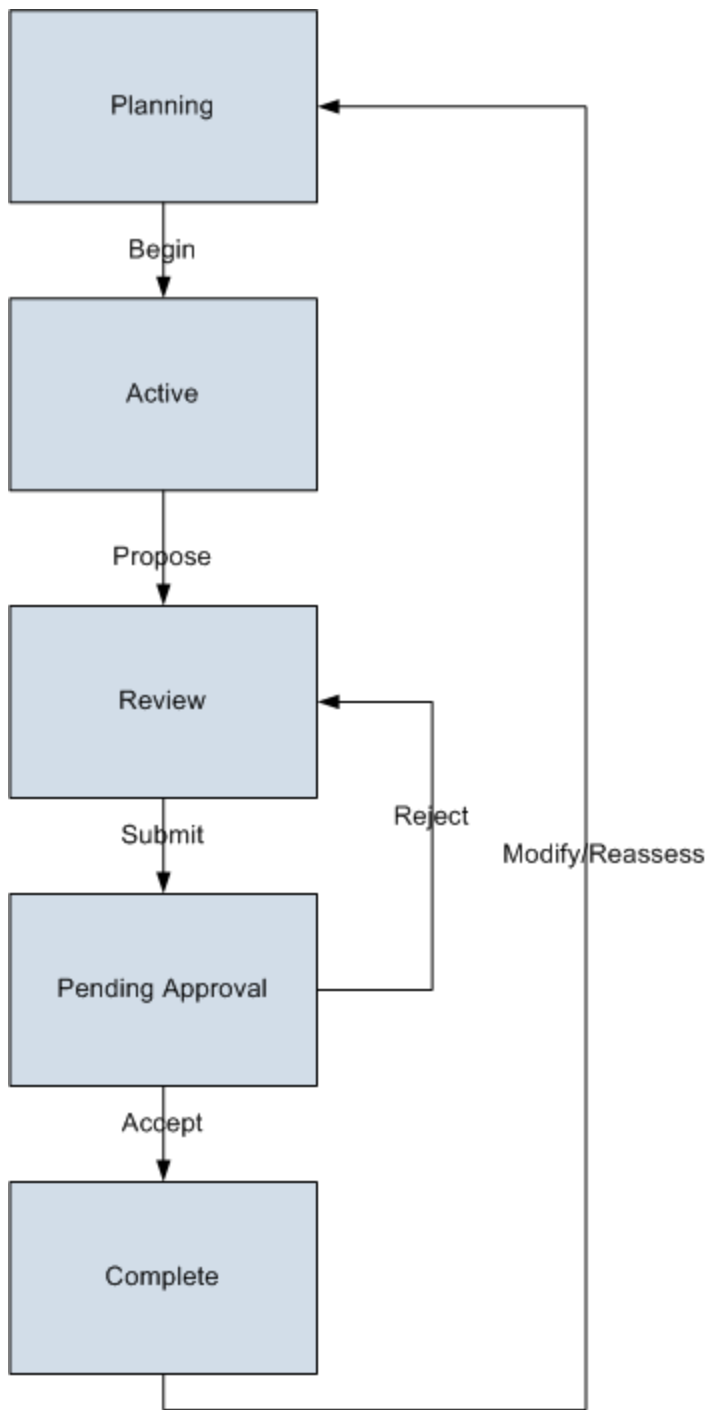 Planning
Begin
Active
Propose
Review
Submit
Reject
Modify/Reassess
Pending Approval
Accept
Complete